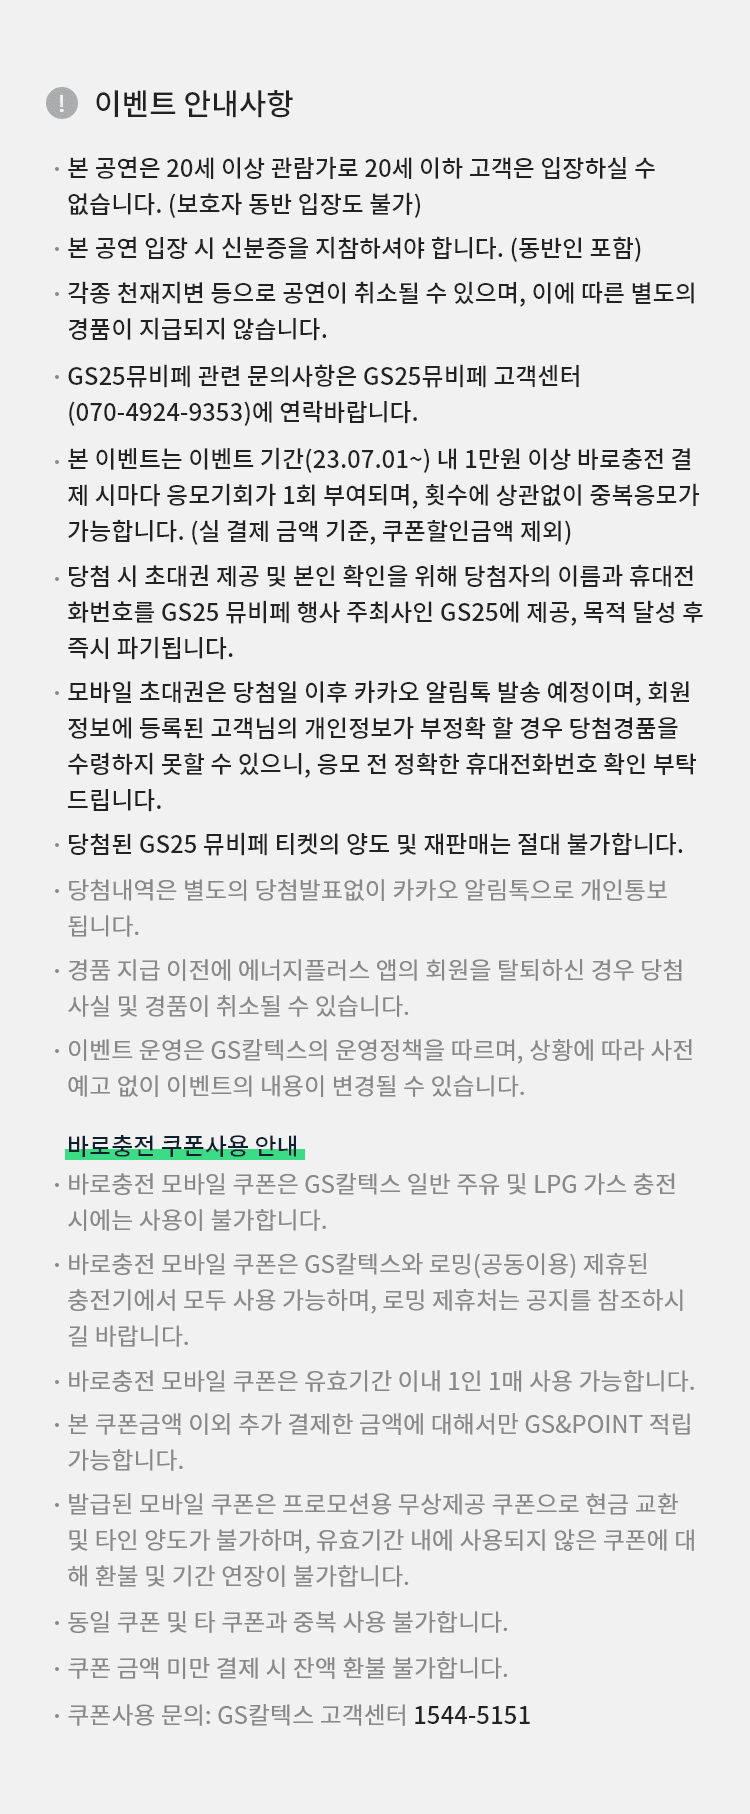 ! 이벤트 안내사항
· 본 공연은 20세 이상 관람가로 20세 이하 고객은 입장하실 수
없습니다. (보호자 동반 입장도 불가)
· 본 공연 입장 시 신분증을 지참하셔야 합니다. (동반인 포함)
· 각종 천재지변 등으로 공연이 취소될 수 있으며, 이에 따른 별도의
경품이 지급되지 않습니다.
· GS25뮤비페 관련 문의사항은 GS25뮤비페 고객센터
(070-4924-9353)에 연락바랍니다.
· 본 이벤트는 이벤트 기간(23.07.01~) 내 1만원 이상 바로충전 결
제 시마다 응모기회가 1회 부여되며, 횟수에 상관없이 중복응모가
가능합니다. (실 결제 금액 기준, 쿠폰할인금액 제외)
· 당첨 시 초대권 제공 및 본인 확인을 위해 당첨자의 이름과 휴대전
화번호를 GS25 뮤비페 행사 주최사인 GS25에 제공, 목적 달성 후
즉시 파기됩니다.
· 모바일 초대권은 당첨일 이후 카카오 알림톡 발송 예정이며, 회원
정보에 등록된 고객님의 개인정보가 부정확 할 경우 당첨경품을
수령하지 못할 수 있으니, 응모 전 정확한 휴대전화번호 확인 부탁
드립니다.
· 당첨된 GS25 뮤비페 티켓의 양도 및 재판매는 절대 불가합니다.
· 당첨내역은 별도의 당첨발표없이 카카오 알림톡으로 개인통보
됩니다.
· 경품 지급 이전에 에너지플러스 앱의 회원을 탈퇴하신 경우 당첨
사실 및 경품이 취소될 수 있습니다.
· 이벤트 운영은 GS칼텍스의 운영정책을 따르며, 상황에 따라 사전
예고 없이 이벤트의 내용이 변경될 수 있습니다.
바로충전 쿠폰사용 안내
· 바로충전 모바일 쿠폰은 GS칼텍스 일반 주유 및 LPG 가스 충전
시에는 사용이 불가합니다.
· 바로충전 모바일 쿠폰은 GS칼텍스와 로밍(공동이용) 제휴된
충전기에서 모두 사용 가능하며, 로밍 제휴처는 공지를 참조하시
길 바랍니다.
· 바로충전 모바일 쿠폰은 유효기간 이내 1인 1매 사용 가능합니다.
· 본 쿠폰금액 이외 추가 결제한 금액에 대해서만 GS&POINT 적립
가능합니다.
· 발급된 모바일 쿠폰은 프로모션용 무상제공 쿠폰으로 현금 교환
및 타인 양도가 불가하며, 유효기간 내에 사용되지 않은 쿠폰에 대
해 환불 및 기간 연장이 불가합니다.
· 동일 쿠폰 및 타 쿠폰과 중복 사용 불가합니다.
· 쿠폰 금액 미만 결제 시 잔액 환불 불가합니다.
· 쿠폰사용 문의: GS칼텍스 고객센터 1544-5151